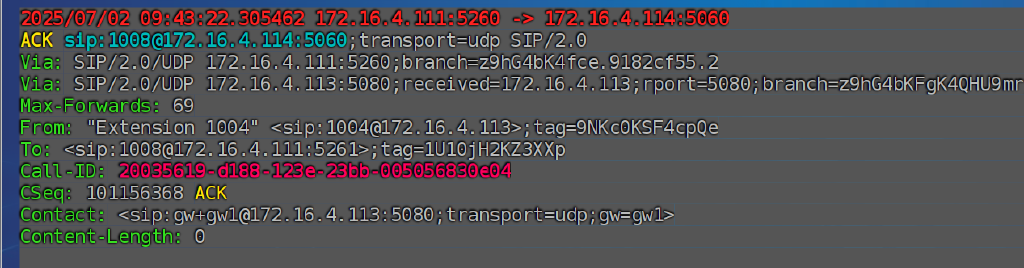 2025/07/02 09:43:22.305462 172.16.4.111:5260 -> 172.16.4.114:5060
ACK sip:1008@172.16.4.114:5060;transport=udp SIP/2.0
Via: SIP/2.0/UDP 172.16.4.111:5260;branch=z9hG4bK4fce.9182cf55.2
Via: SIP/2.0/UDP 172.16.4.113:5080;received=172.16.4.113;rport=5080;branch=z9hG4bKFgK4QHU9mr
Max-Forwards: 69
From: "Extension 1004" <sip:1004@172.16.4.113>;tag=9NKc0KSF4cpQe
To: <sip:1008@172.16.4.111:5261>;tag=1U10jH2KZ3XXp
Call-ID: 20035619-d188-123e-23bb-005056830e04
CSeq: 101156368 ACK
Contact: <sip:gw+gw1@172.16.4.113:5080;transport=udp;gw=gw1>
Content-Length: 0